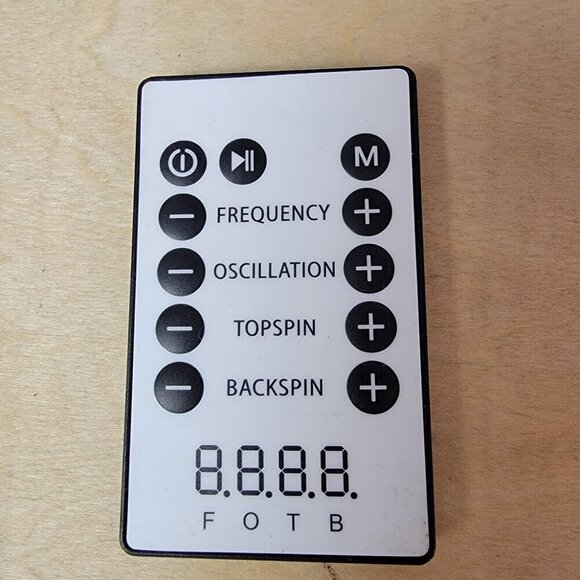 M
− FREQUENCY +
− OSCILLATION +
− TOPSPIN +
− BACKSPIN +
8.8.8.8.
F O T B